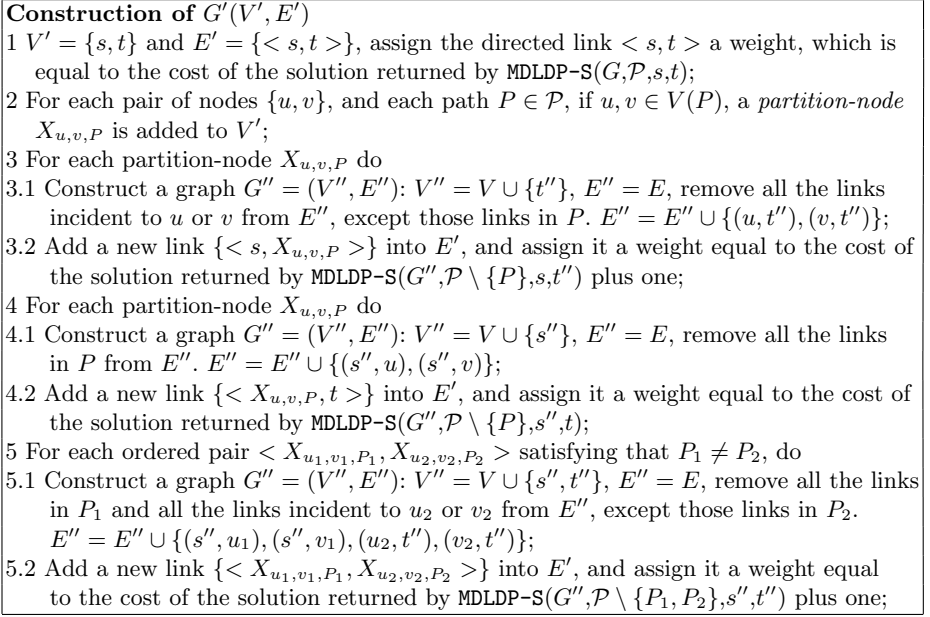 Construction of G′(V′, E′)
1 V′ = {s, t} and E′ = {< s, t >}, assign the directed link < s, t > a weight, which is
equal to the cost of the solution returned by MDLDP-S(G,𝒫,s,t);
2 For each pair of nodes {u, v}, and each path P ∈ 𝒫, if u, v ∈ V(P), a partition-node
X_{u,v,P} is added to V′;
3 For each partition-node X_{u,v,P} do
3.1 Construct a graph G″ = (V″, E″): V″ = V ∪ {t″}, E″ = E, remove all the links
incident to u or v from E″, except those links in P. E″ = E″ ∪ {(u, t″), (v, t″)};
3.2 Add a new link {< s, X_{u,v,P} >} into E′, and assign it a weight equal to the cost of
the solution returned by MDLDP-S(G″,𝒫 \ {P},s,t″) plus one;
4 For each partition-node X_{u,v,P} do
4.1 Construct a graph G″ = (V″, E″): V″ = V ∪ {s″}, E″ = E, remove all the links
in P from E″. E″ = E″ ∪ {(s″, u), (s″, v)};
4.2 Add a new link {< X_{u,v,P}, t >} into E′, and assign it a weight equal to the cost of
the solution returned by MDLDP-S(G″,𝒫 \ {P},s″,t);
5 For each ordered pair < X_{u₁,v₁,P₁}, X_{u₂,v₂,P₂} > satisfying that P₁ ≠ P₂, do
5.1 Construct a graph G″ = (V″, E″): V″ = V ∪ {s″, t″}, E″ = E, remove all the links
in P₁ and all the links incident to u₂ or v₂ from E″, except those links in P₂.
E″ = E″ ∪ {(s″, u₁), (s″, v₁), (u₂, t″), (v₂, t″)};
5.2 Add a new link {< X_{u₁,v₁,P₁}, X_{u₂,v₂,P₂} >} into E′, and assign it a weight equal
to the cost of the solution returned by MDLDP-S(G″,𝒫 \ {P₁, P₂},s″,t″) plus one;